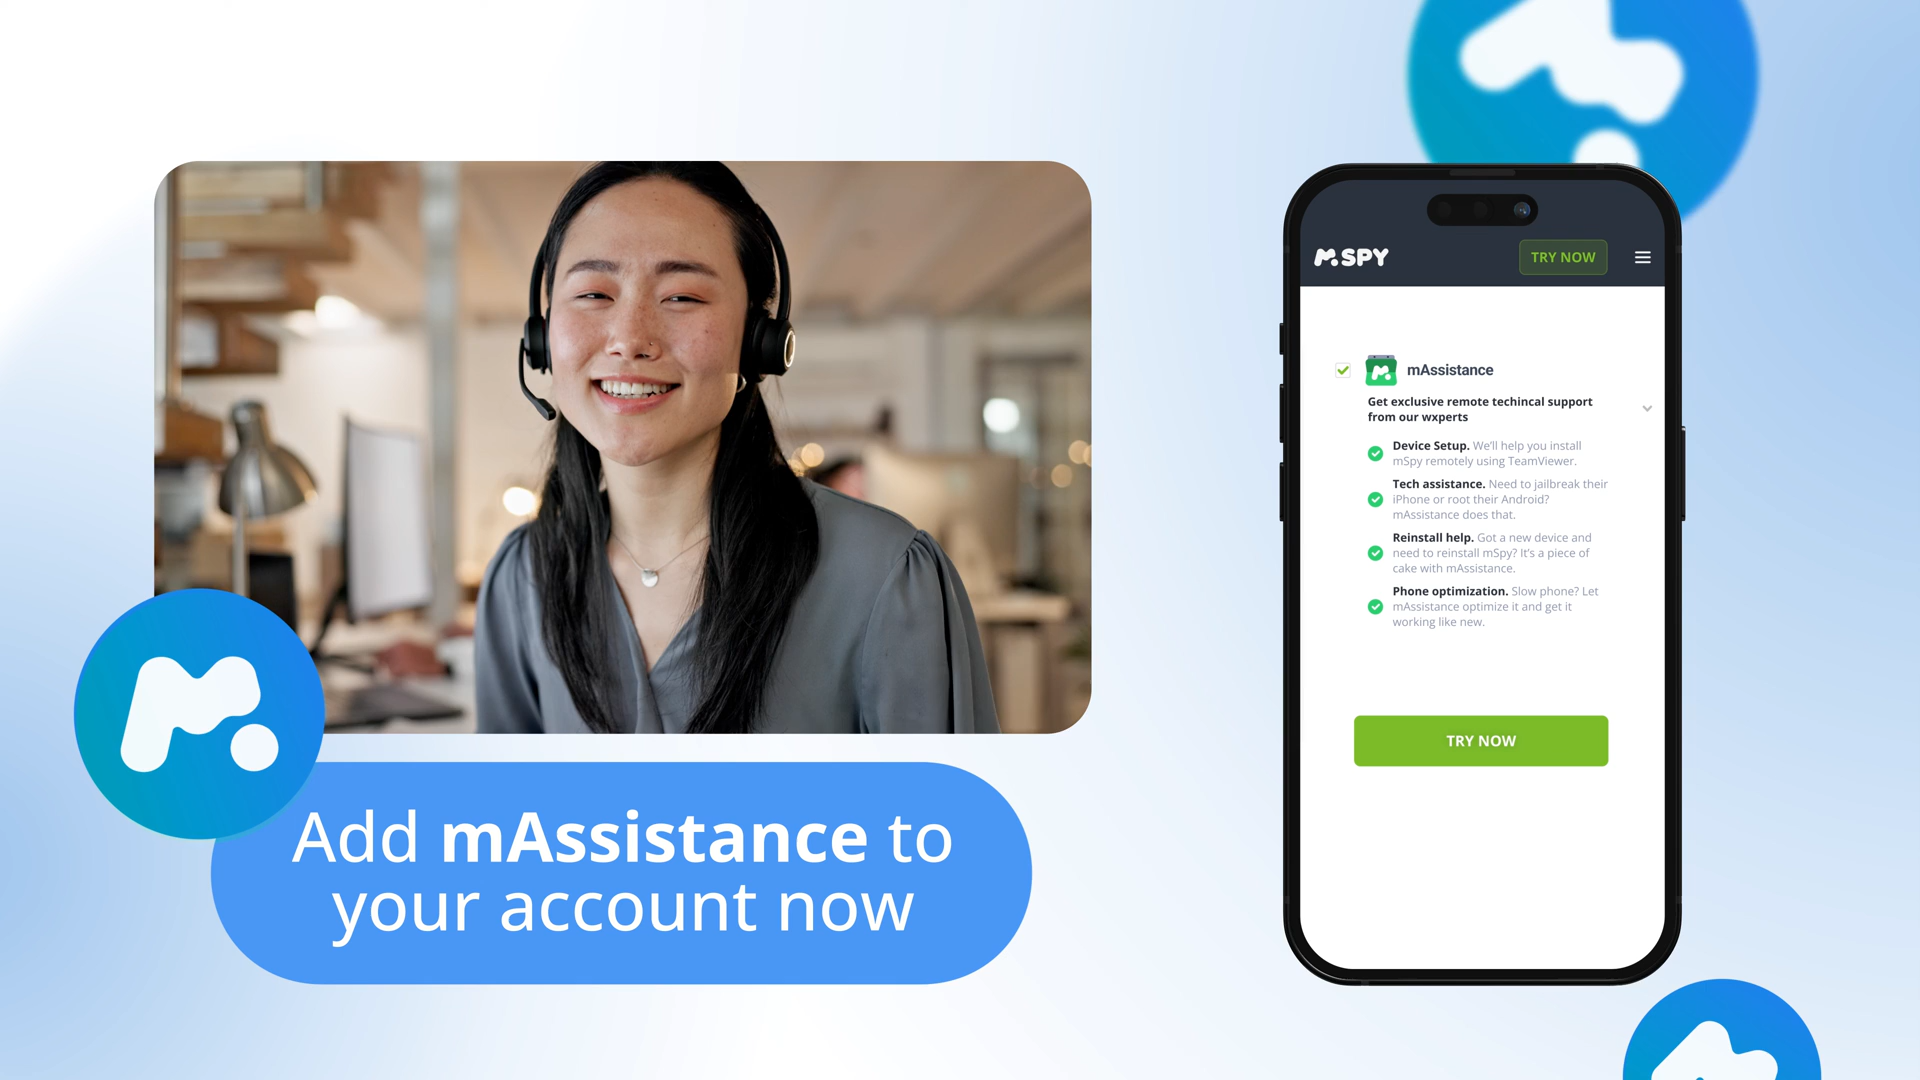 Add mAssistance to
your account now
M.SPY
TRY NOW
mAssistance
Get exclusive remote techincal support
from our wxperts
Device Setup. We'll help you install
mSpy remotely using TeamViewer.
Tech assistance. Need to jailbreak their
iPhone or root their Android?
mAssistance does that.
Reinstall help. Got a new device and
need to reinstall mSpy? It's a piece of
cake with mAssistance.
Phone optimization. Slow phone? Let
mAssistance optimize it and get it
working like new.
TRY NOW